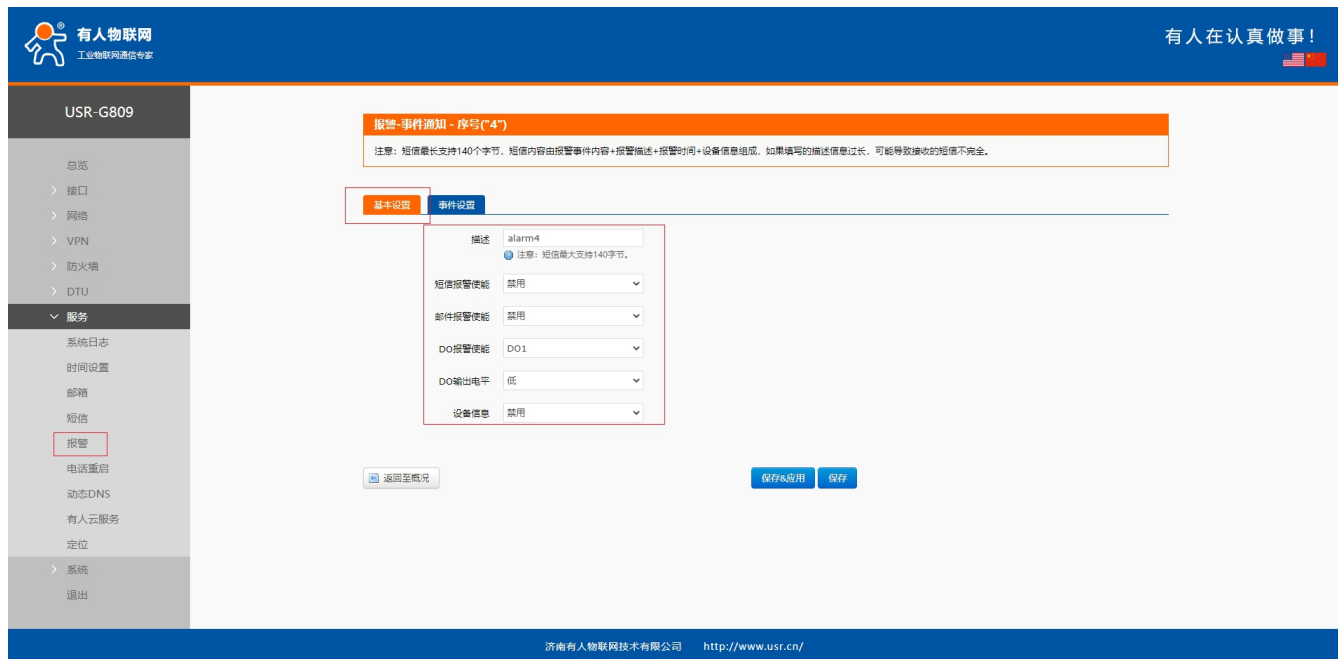 有人物联网
工业物联网通信专家
有人在认真做事！
USR-G809
总览
接口
网络
VPN
防火墙
DTU
服务
系统日志
时间设置
邮箱
短信
报警
电话重启
动态DNS
有人云服务
定位
系统
退出
报警-事件通知 - 序号("4")
注意：短信最长支持140个字节，短信内容由报警事件内容+报警描述+报警时间+设备信息组成，如果填写的描述信息过长，可能导致接收的短信不完全。
基本设置 事件设置
描述 alarm4
注意：短信最大支持140字节。
短信报警使能 禁用
邮件报警使能 禁用
DO报警使能 DO1
DO输出电平 低
设备信息 禁用
返回至概况 保存&应用 保存
济南有人物联网技术有限公司 http://www.usr.cn/